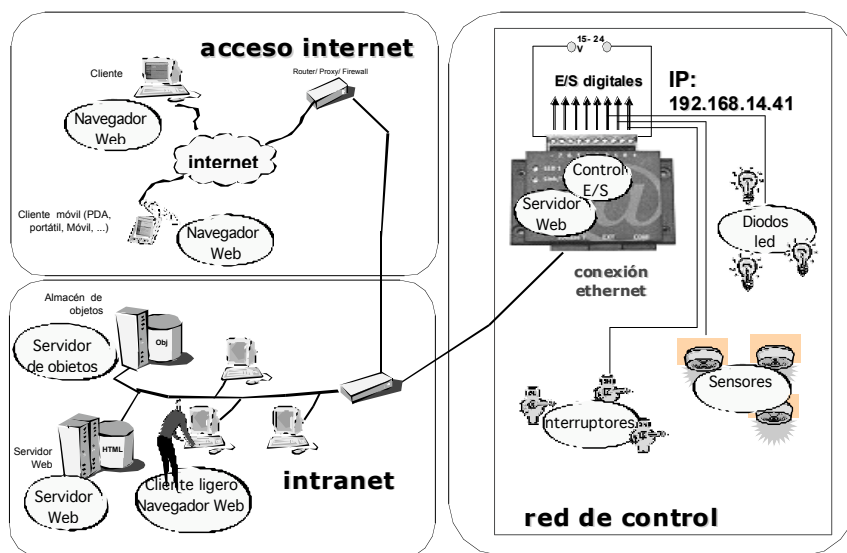 acceso internet
Cliente
Navegador
Web
Router/ Proxy/ Firewall
internet
Cliente móvil (PDA,
portátil, Móvil, ...)
Navegador
Web
Almacén de
objetos
Obj
Servidor
de objetos
Servidor
Web
HTML
Servidor
Web
Cliente ligero
Navegador Web
intranet
15- 24
V
E/S digitales
IP:
192.168.14.41
Control
E/S
Servidor
Web
conexión
ethernet
Diodos
led
Sensores
Interruptores
red de control